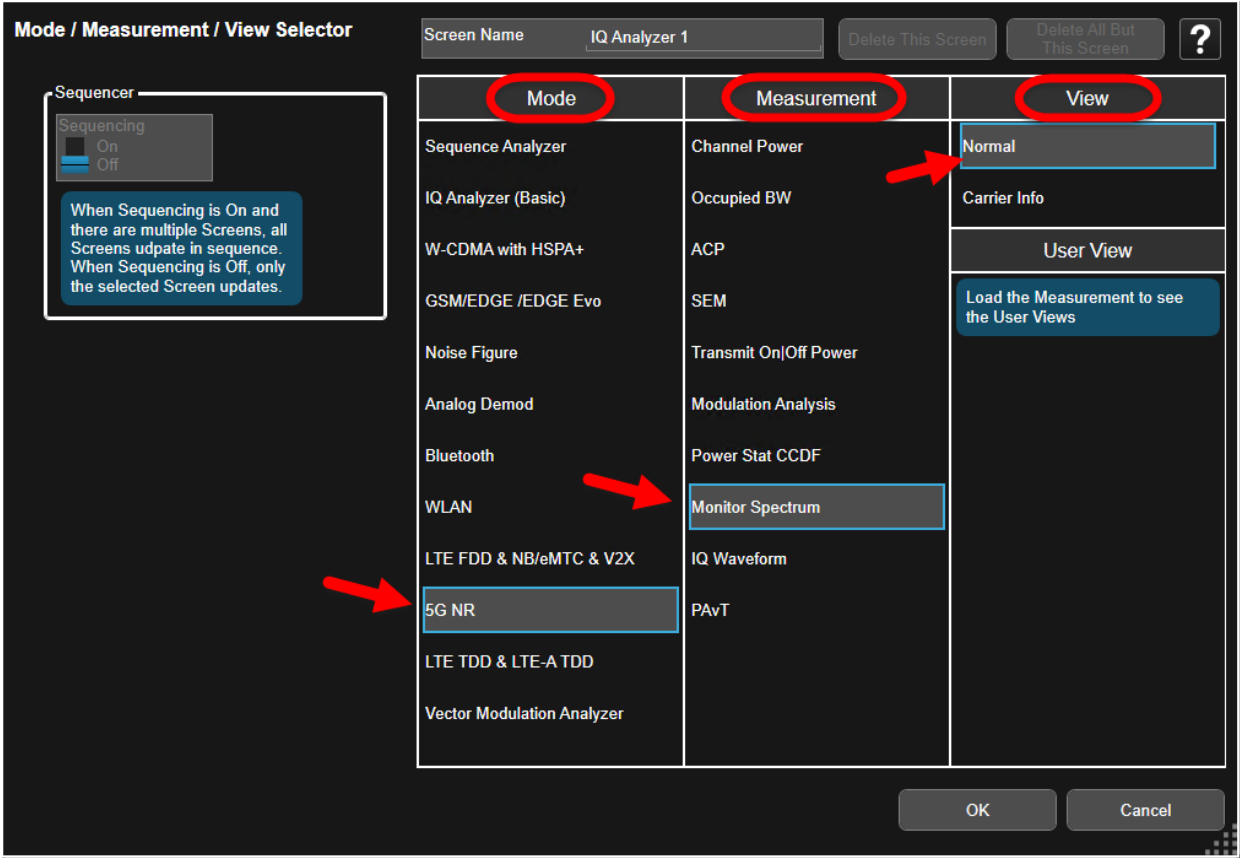 Mode / Measurement / View Selector
Screen Name
IQ Analyzer 1
Delete This Screen
Delete All But
This Screen
?
Sequencer
Sequencing
On
Off
When Sequencing is On and
there are multiple Screens, all
Screens udpate in sequence.
When Sequencing is Off, only
the selected Screen updates.
Mode
Sequence Analyzer
IQ Analyzer (Basic)
W-CDMA with HSPA+
GSM/EDGE /EDGE Evo
Noise Figure
Analog Demod
Bluetooth
WLAN
LTE FDD & NB/eMTC & V2X
5G NR
LTE TDD & LTE-A TDD
Vector Modulation Analyzer
Measurement
Channel Power
Occupied BW
ACP
SEM
Transmit On|Off Power
Modulation Analysis
Power Stat CCDF
Monitor Spectrum
IQ Waveform
PAvT
View
Normal
Carrier Info
User View
Load the Measurement to see
the User Views
OK
Cancel